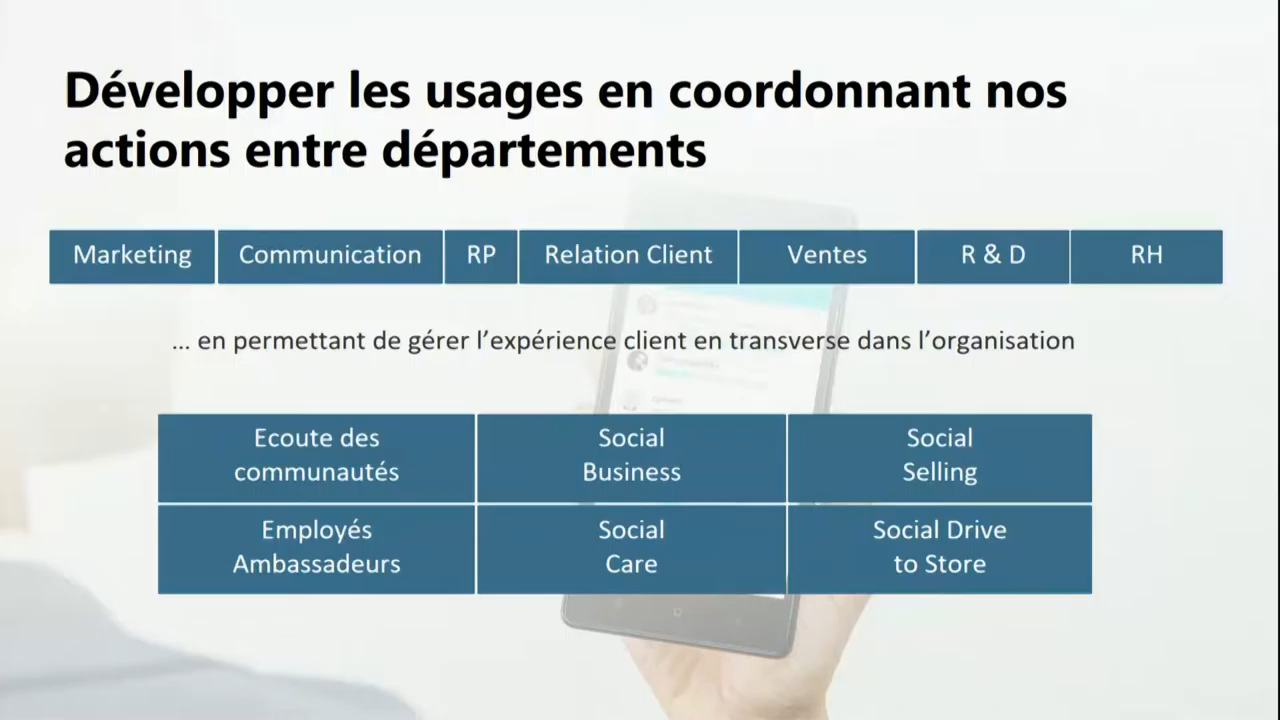 Développer les usages en coordonnant nos
actions entre départements
Marketing Communication RP Relation Client Ventes R & D RH
... en permettant de gérer l’expérience client en transverse dans l’organisation
Ecoute des
communautés
Social
Business
Social
Selling
Employés
Ambassadeurs
Social
Care
Social Drive
to Store